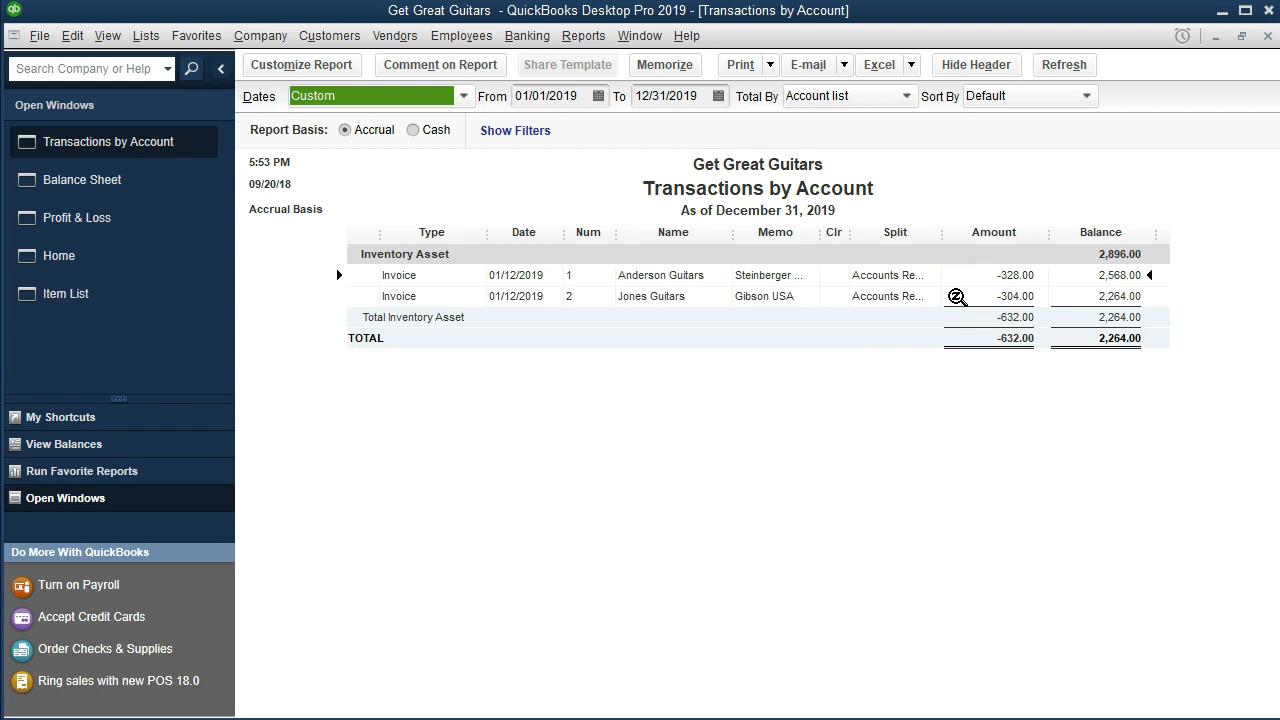 qb Get Great Guitars - QuickBooks Desktop Pro 2019 - [Transactions by Account]
File Edit View Lists Favorites Company Customers Vendors Employees Banking Reports Window Help
Search Company or Help
Customize Report Comment on Report Share Template Memorize Print E-mail Excel Hide Header Refresh
Dates Custom From 01/01/2019 To 12/31/2019 Total By Account list Sort By Default
Report Basis: Accrual Cash Show Filters
Open Windows
Transactions by Account
Balance Sheet
Profit & Loss
Home
Item List
My Shortcuts
View Balances
Run Favorite Reports
Open Windows
Do More With QuickBooks
Turn on Payroll
Accept Credit Cards
Order Checks & Supplies
Ring sales with new POS 18.0
5:53 PM
09/20/18
Accrual Basis
Get Great Guitars
Transactions by Account
As of December 31, 2019
Type Date Num Name Memo Clr Split Amount Balance
Inventory Asset 2,896.00
Invoice 01/12/2019 1 Anderson Guitars Steinberger ... Accounts Re... -328.00 2,568.00
Invoice 01/12/2019 2 Jones Guitars Gibson USA Accounts Re... -304.00 2,264.00
Total Inventory Asset -632.00 2,264.00
TOTAL -632.00 2,264.00